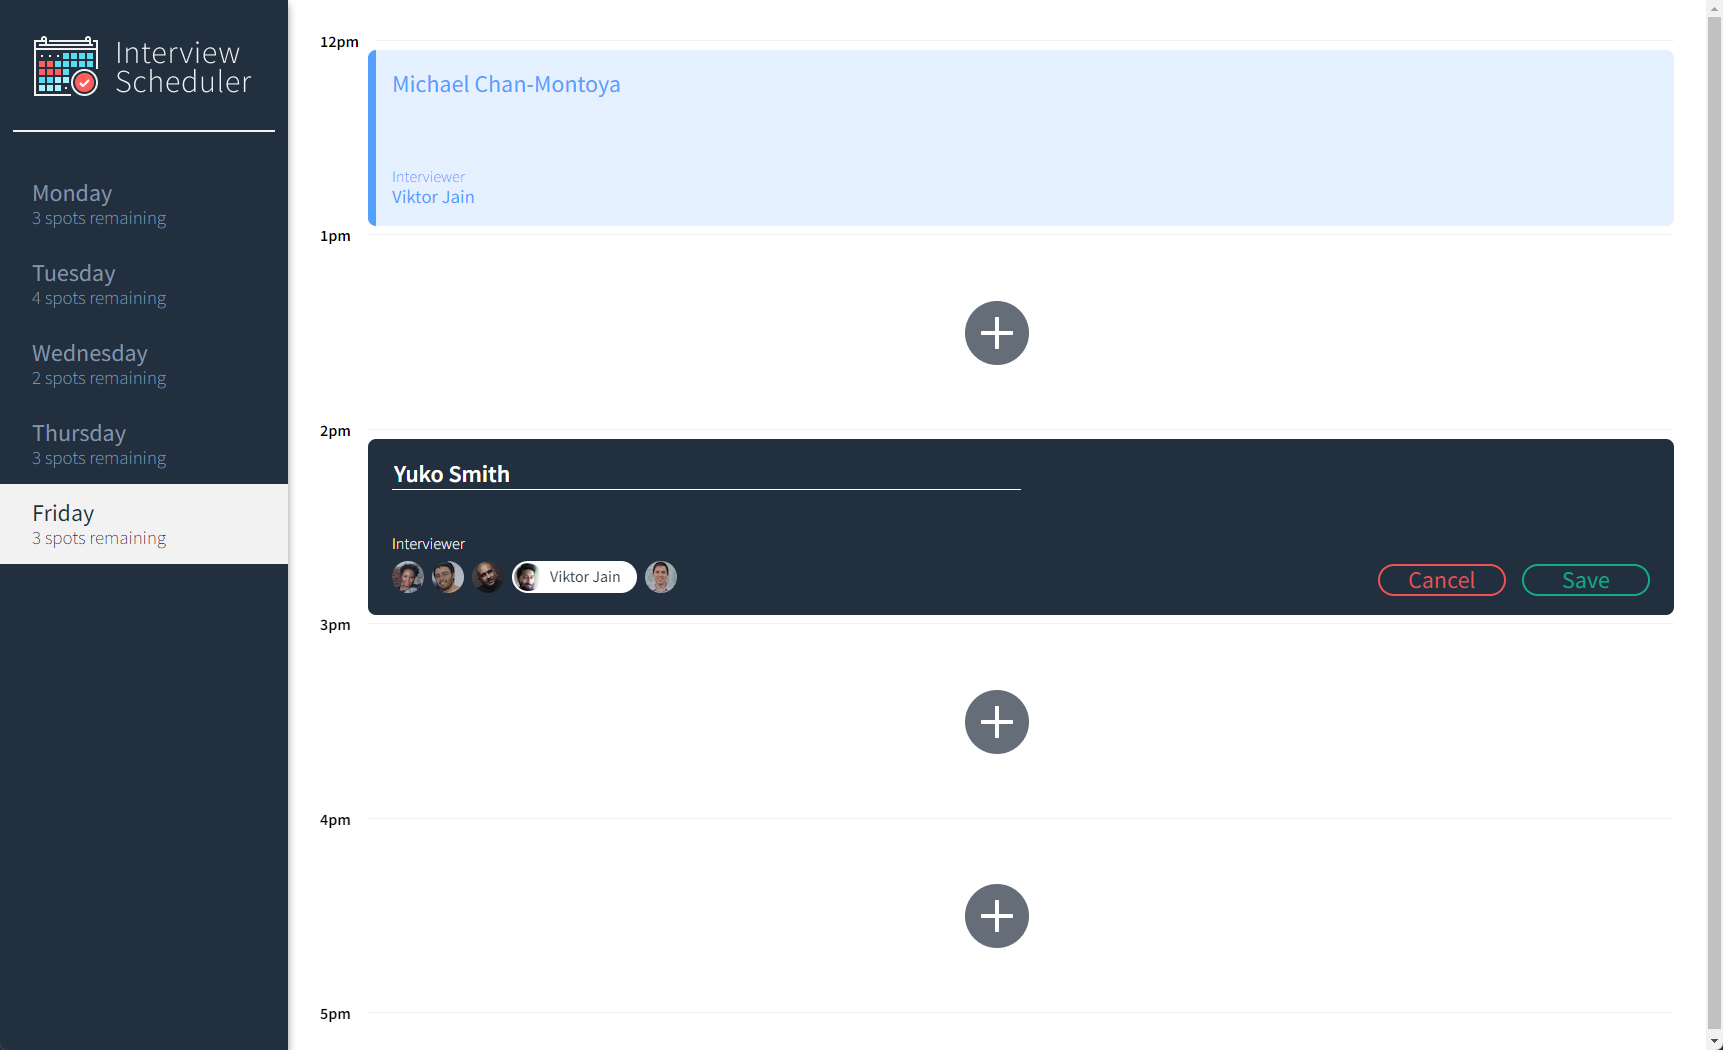 Interview
Scheduler
Monday
3 spots remaining
Tuesday
4 spots remaining
Wednesday
2 spots remaining
Thursday
3 spots remaining
Friday
3 spots remaining
12pm
Michael Chan-Montoya
Interviewer
Viktor Jain
1pm
2pm
Yuko Smith
Interviewer
Viktor Jain
Cancel
Save
3pm
4pm
5pm